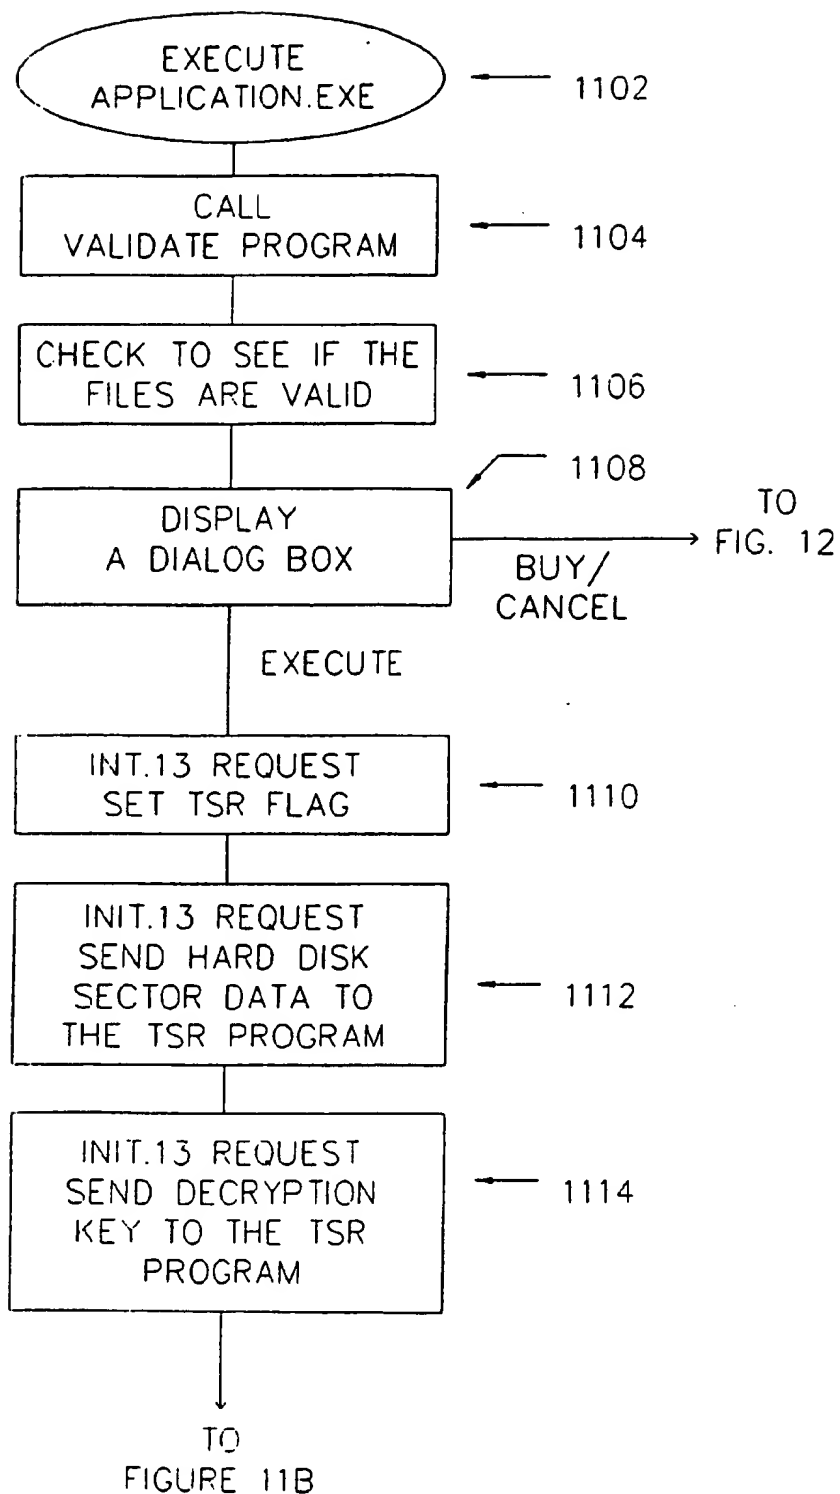 EXECUTE
APPLICATION.EXE
1102
CALL
VALIDATE PROGRAM
1104
CHECK TO SEE IF THE
FILES ARE VALID
1106
1108
DISPLAY
A DIALOG BOX
TO
FIG. 12
BUY/
CANCEL
EXECUTE
INT.13 REQUEST
SET TSR FLAG
1110
INIT.13 REQUEST
SEND HARD DISK
SECTOR DATA TO
THE TSR PROGRAM
1112
INIT.13 REQUEST
SEND DECRYPTION
KEY TO THE TSR
PROGRAM
1114
TO
FIGURE 11B